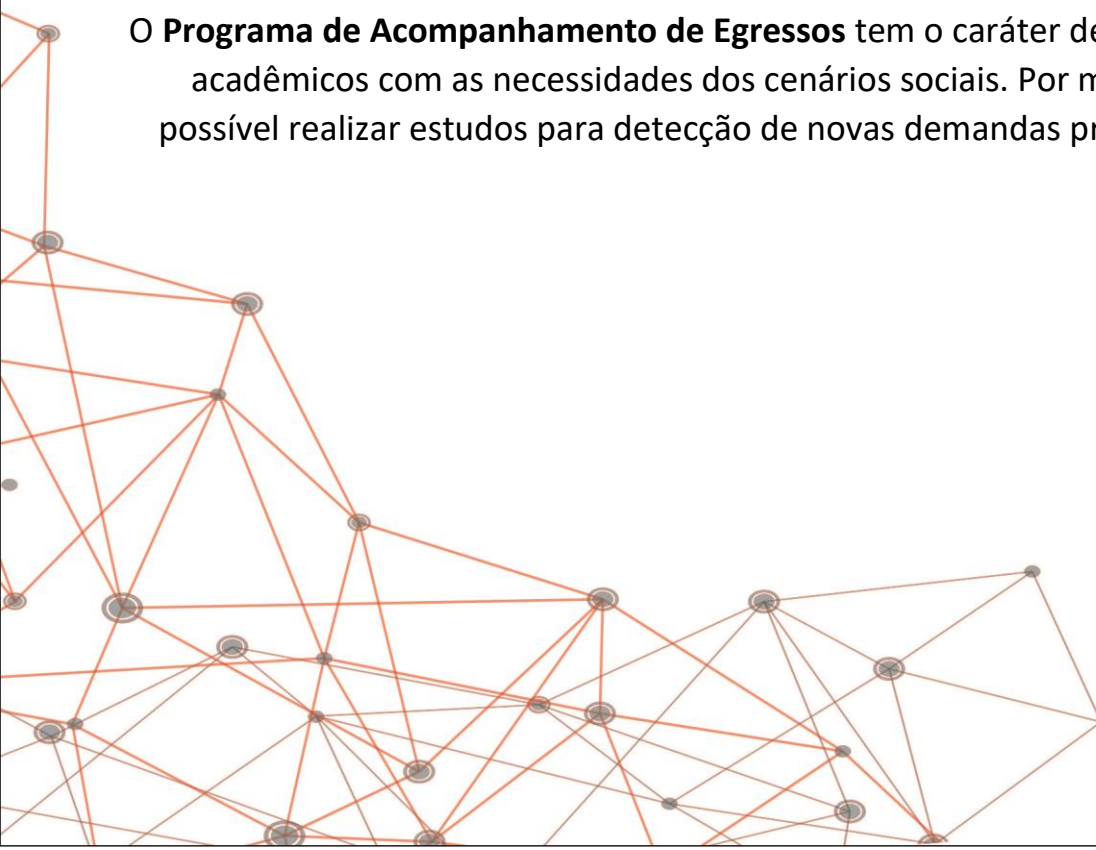 O Programa de Acompanhamento de Egressos tem o caráter de
acadêmicos com as necessidades dos cenários sociais. Por m
possível realizar estudos para detecção de novas demandas pr